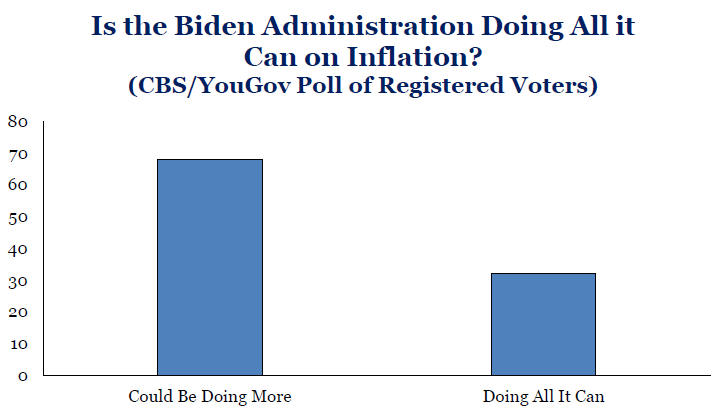 Is the Biden Administration Doing All it
Can on Inflation?
(CBS/YouGov Poll of Registered Voters)
80
70
60
50
40
30
20
10
0
Could Be Doing More
Doing All It Can